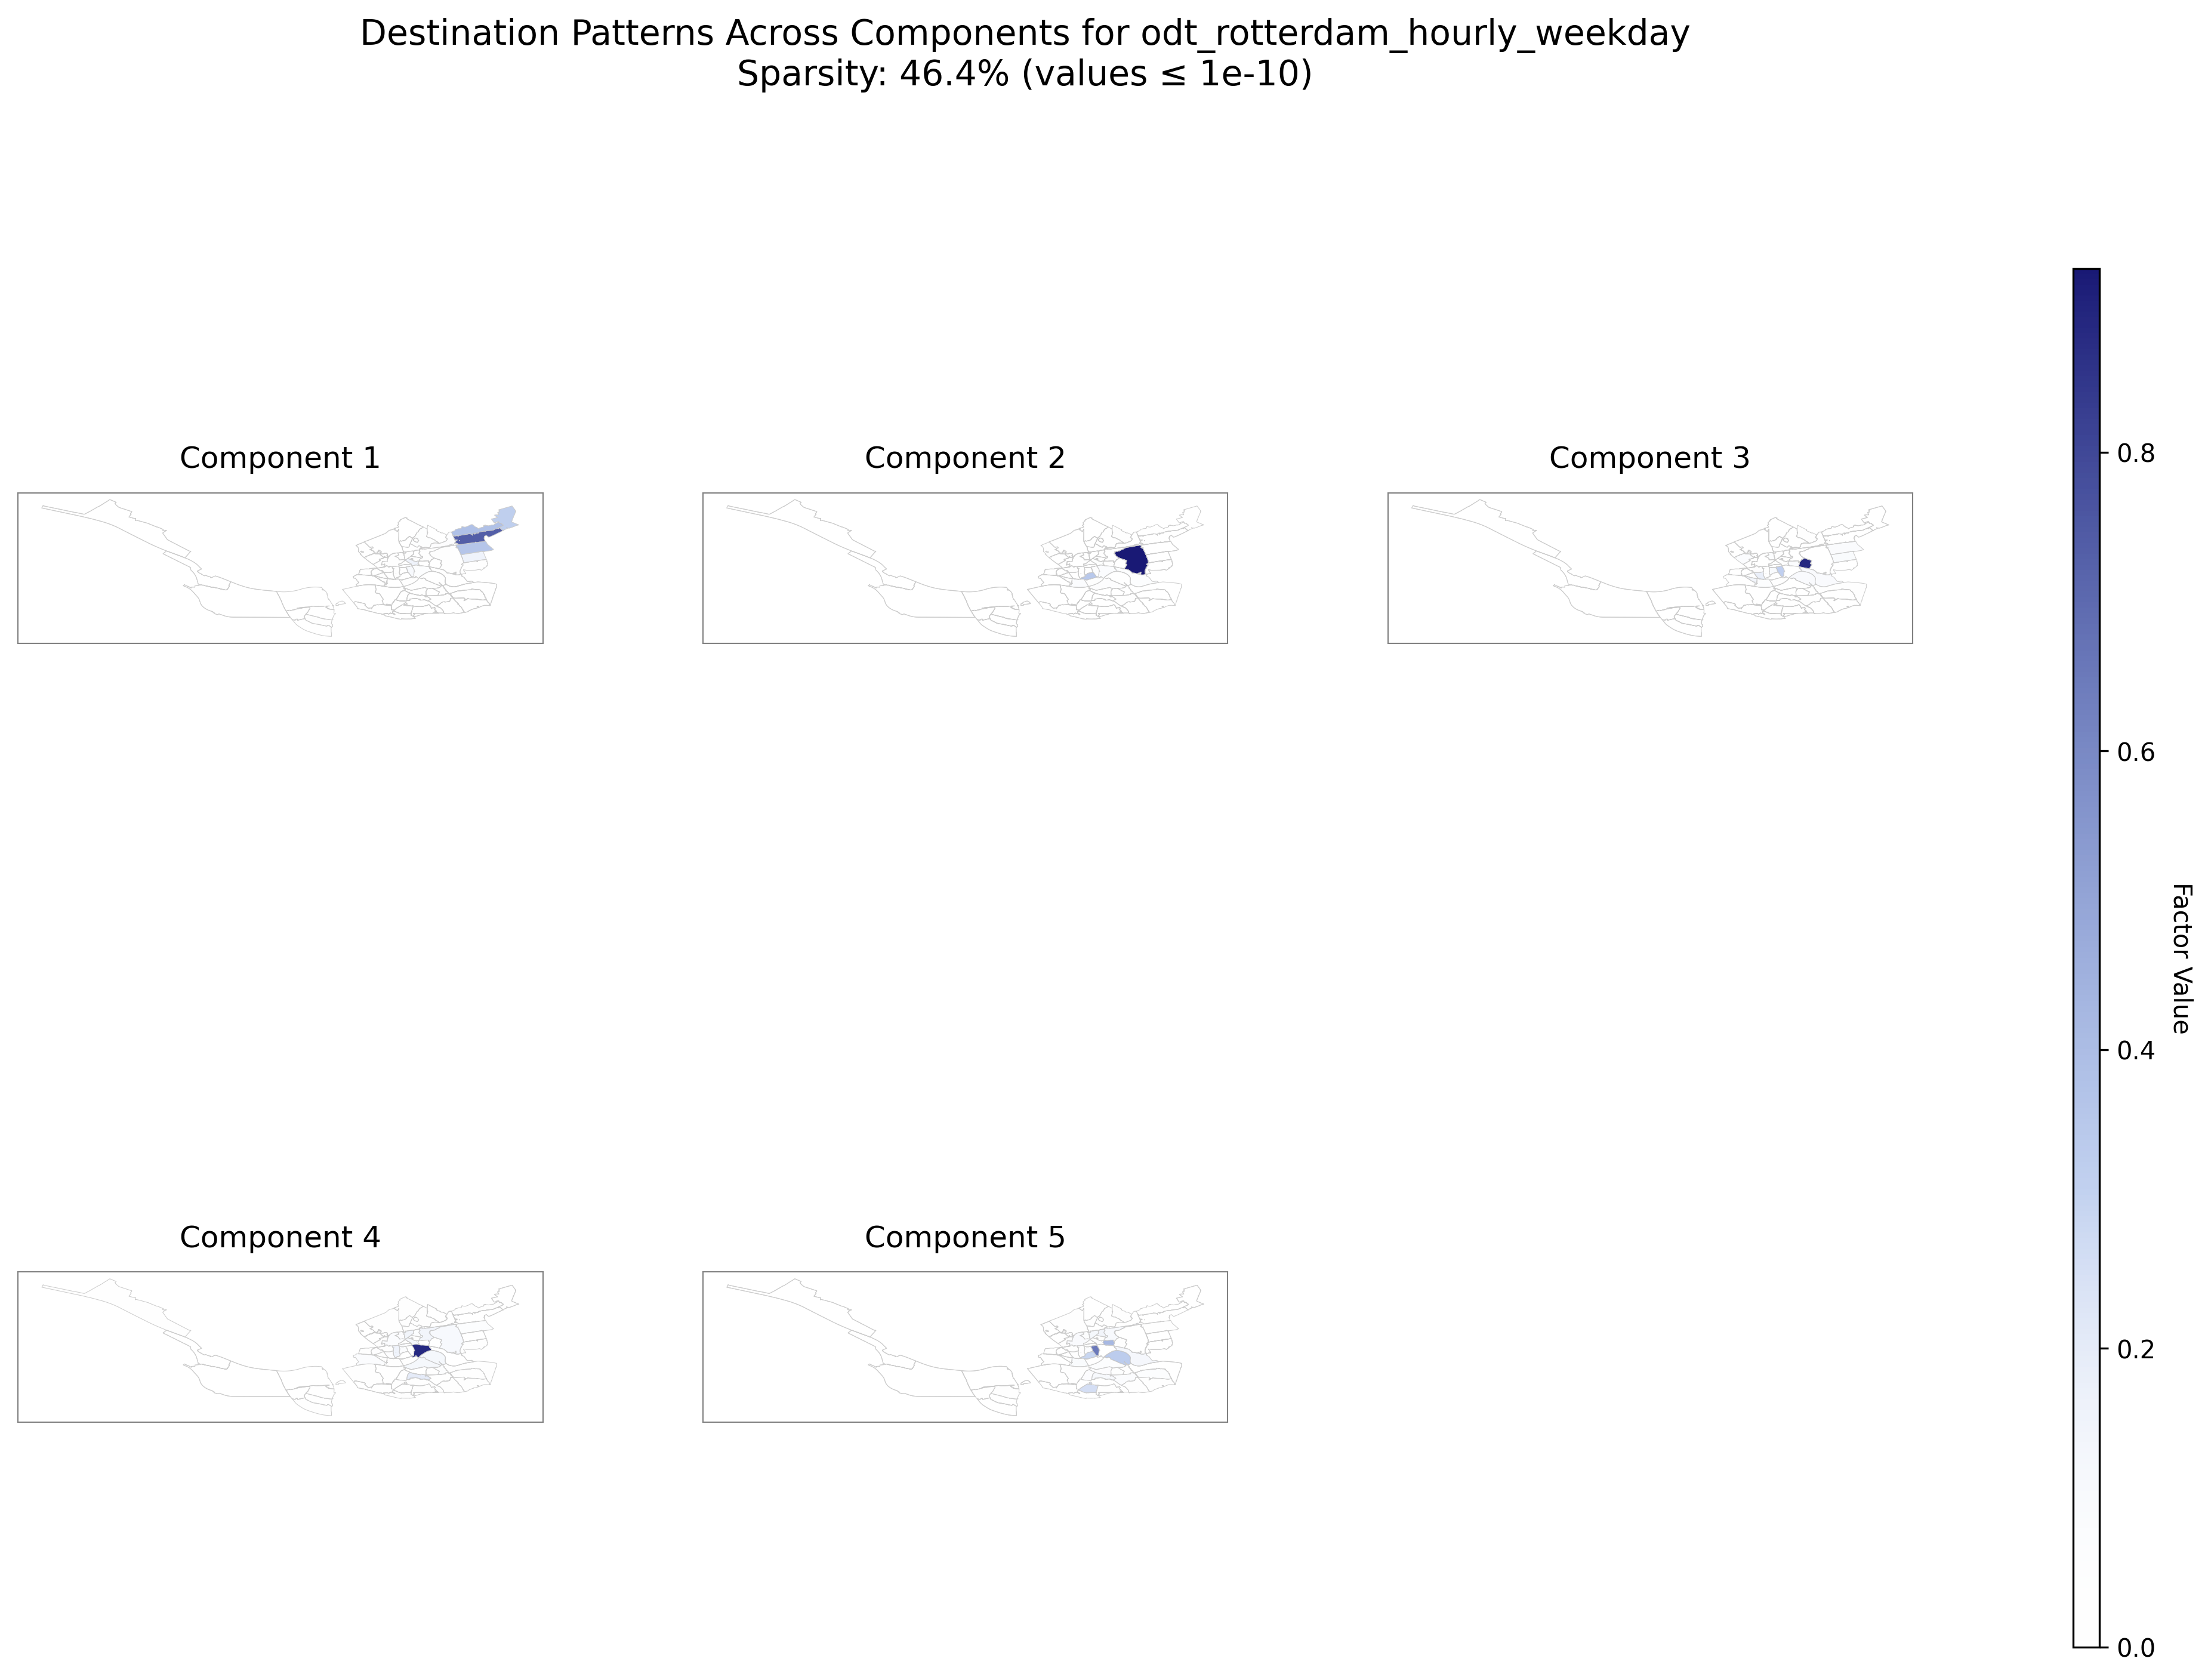 Destination Patterns Across Components for odt_rotterdam_hourly_weekday
Sparsity: 46.4% (values ≤ 1e-10)
Component 1
Component 2
Component 3
Component 4
Component 5
0.8
0.6
0.4
0.2
0.0
Factor Value